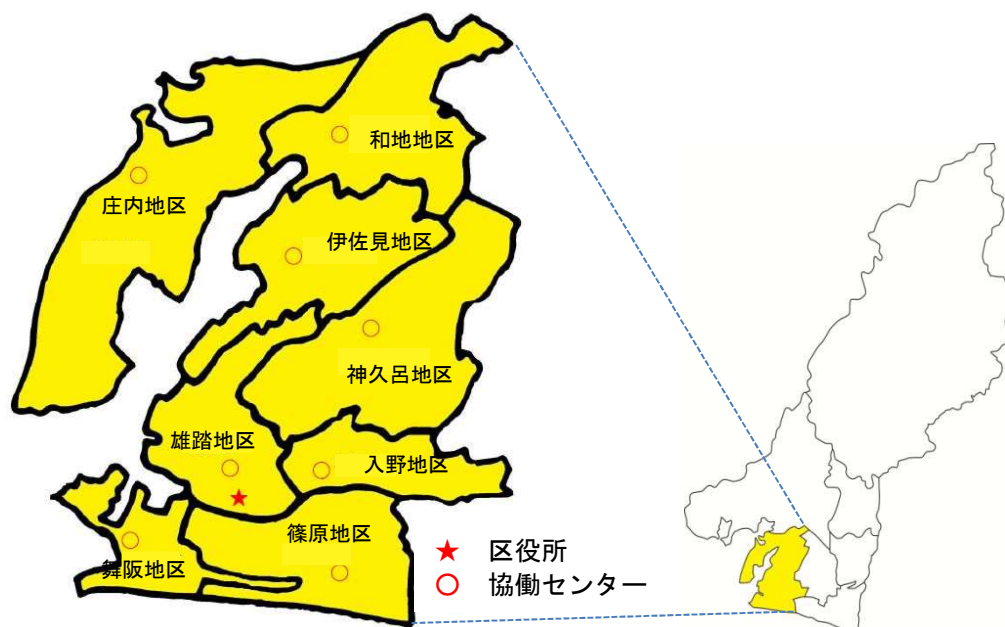 和地地区
庄内地区
伊佐見地区
神久呂地区
雄踏地区
入野地区
篠原地区
舞阪地区
★ 区役所
○ 協働センター